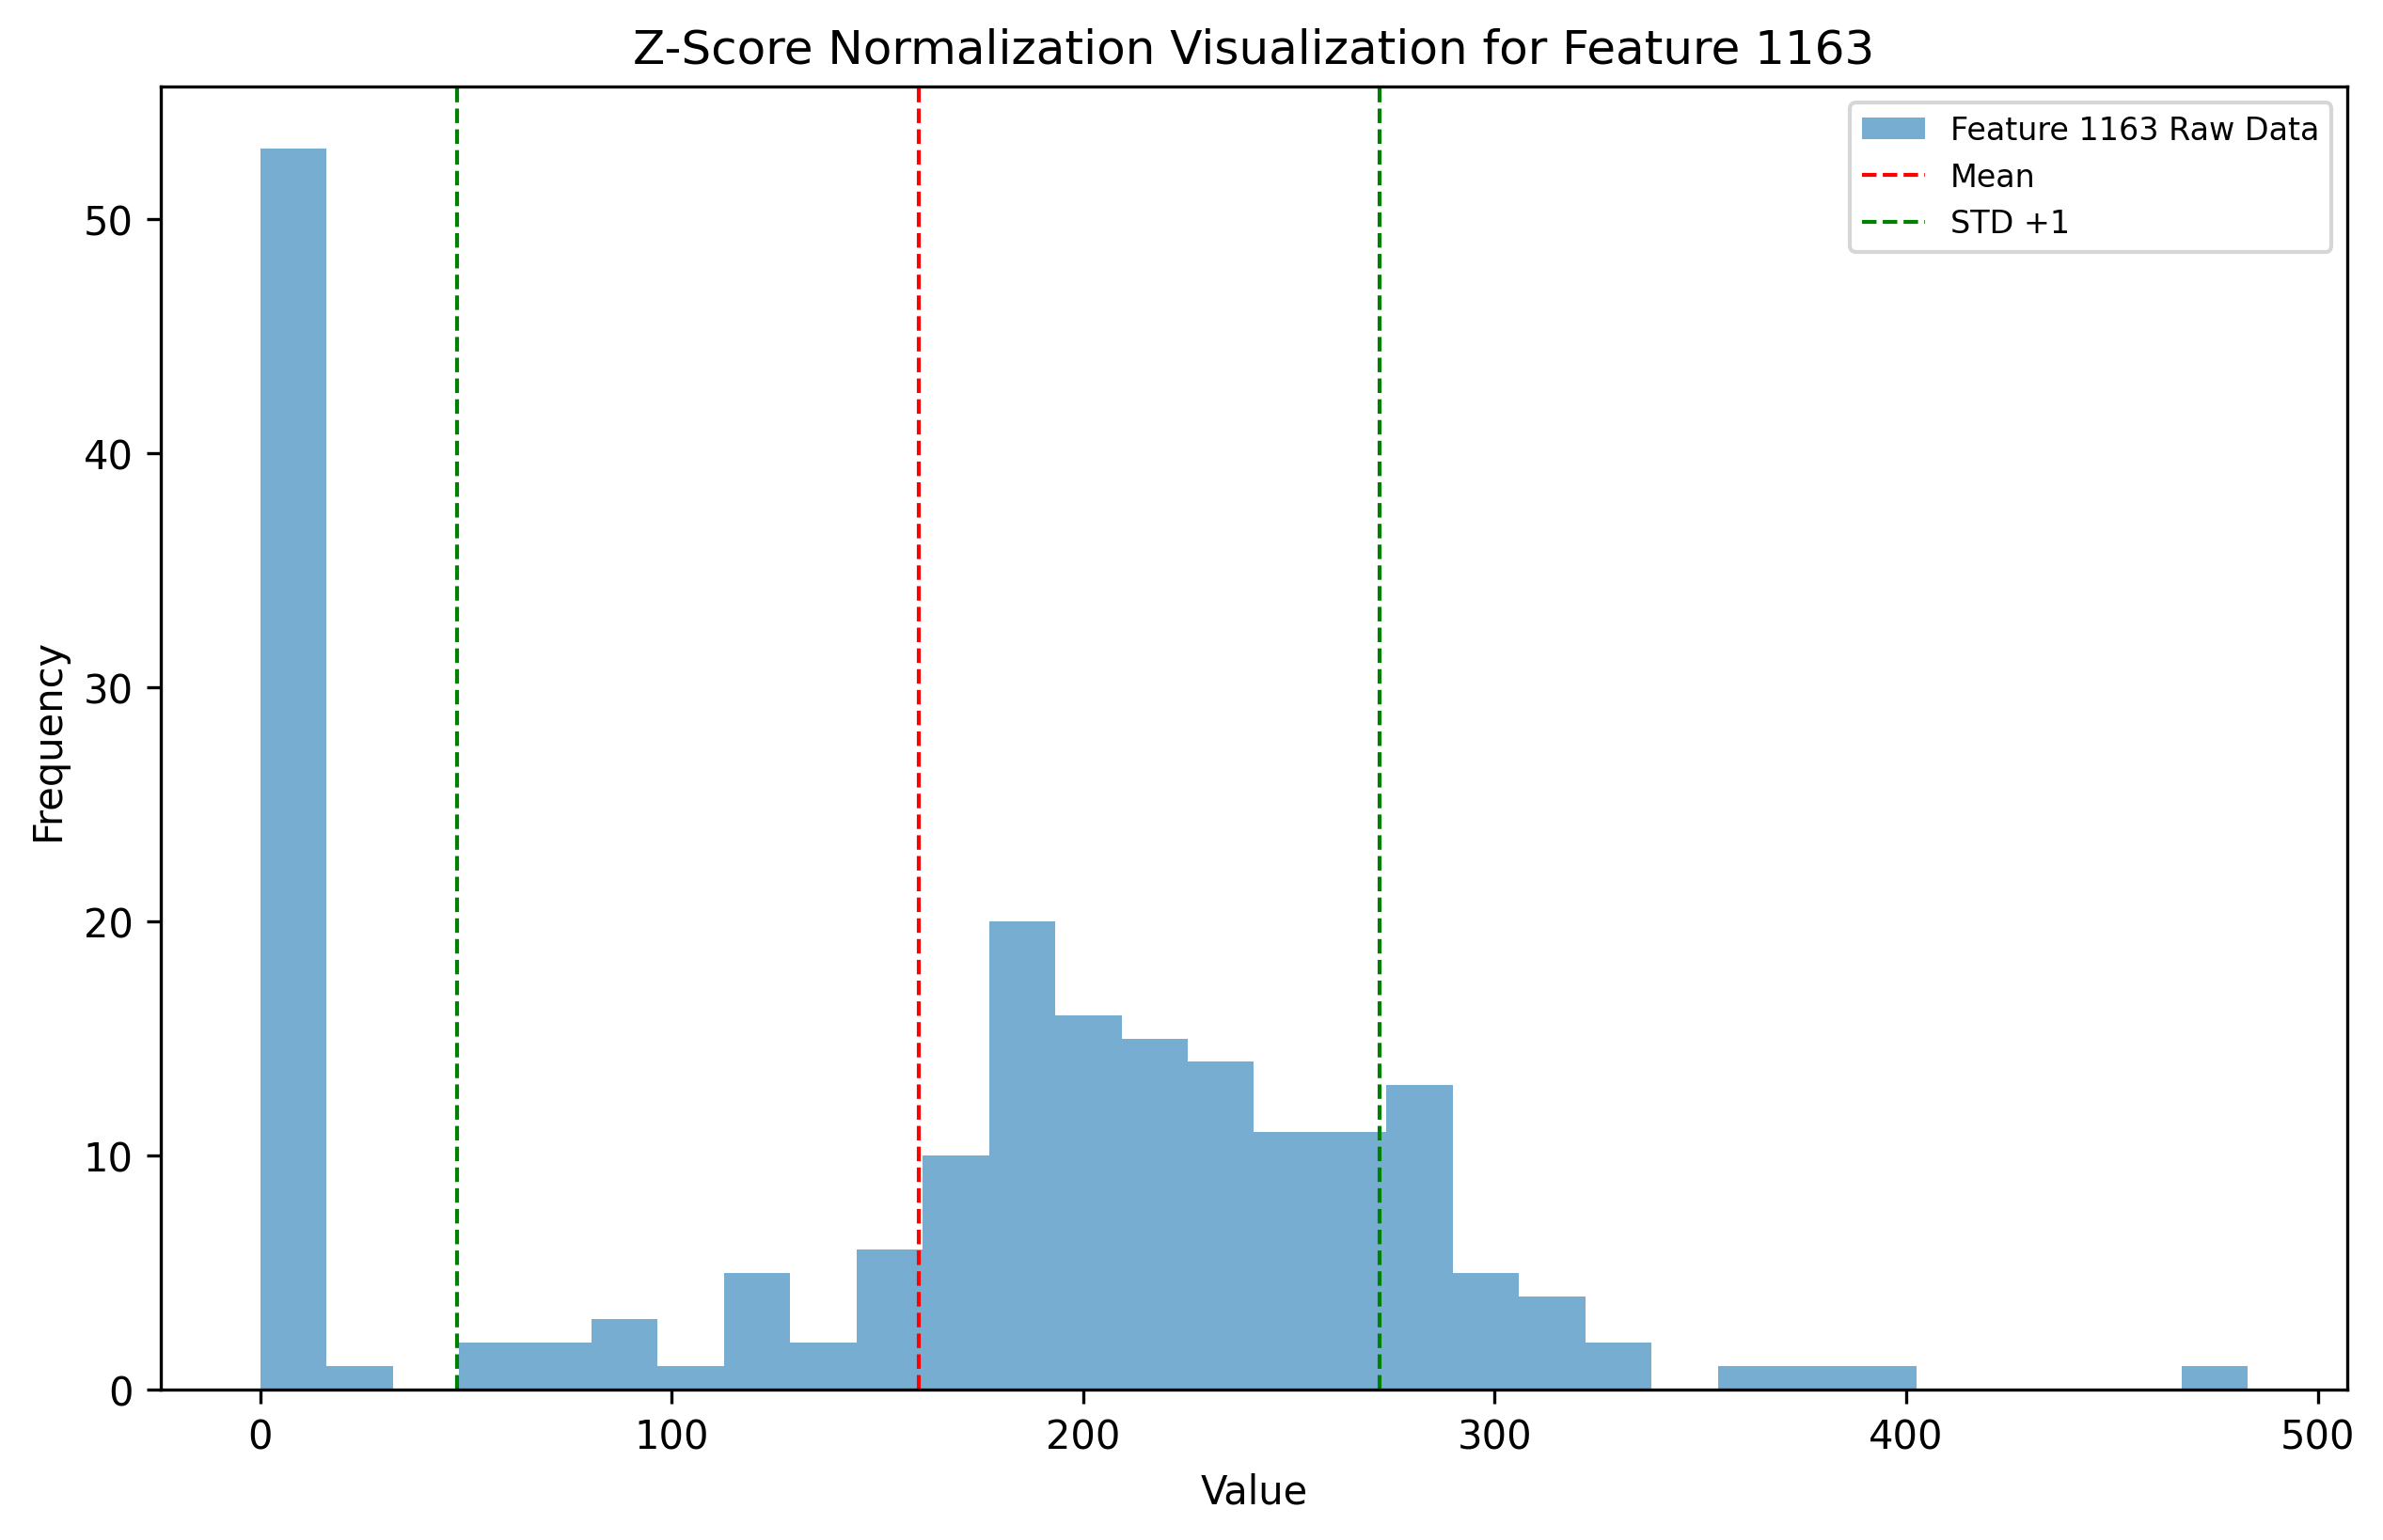 Z-Score Normalization Visualization for Feature 1163
Feature 1163 Raw Data
Mean
STD +1
50
40
30
20
10
0
Frequency
0 100 200 300 400 500
Value